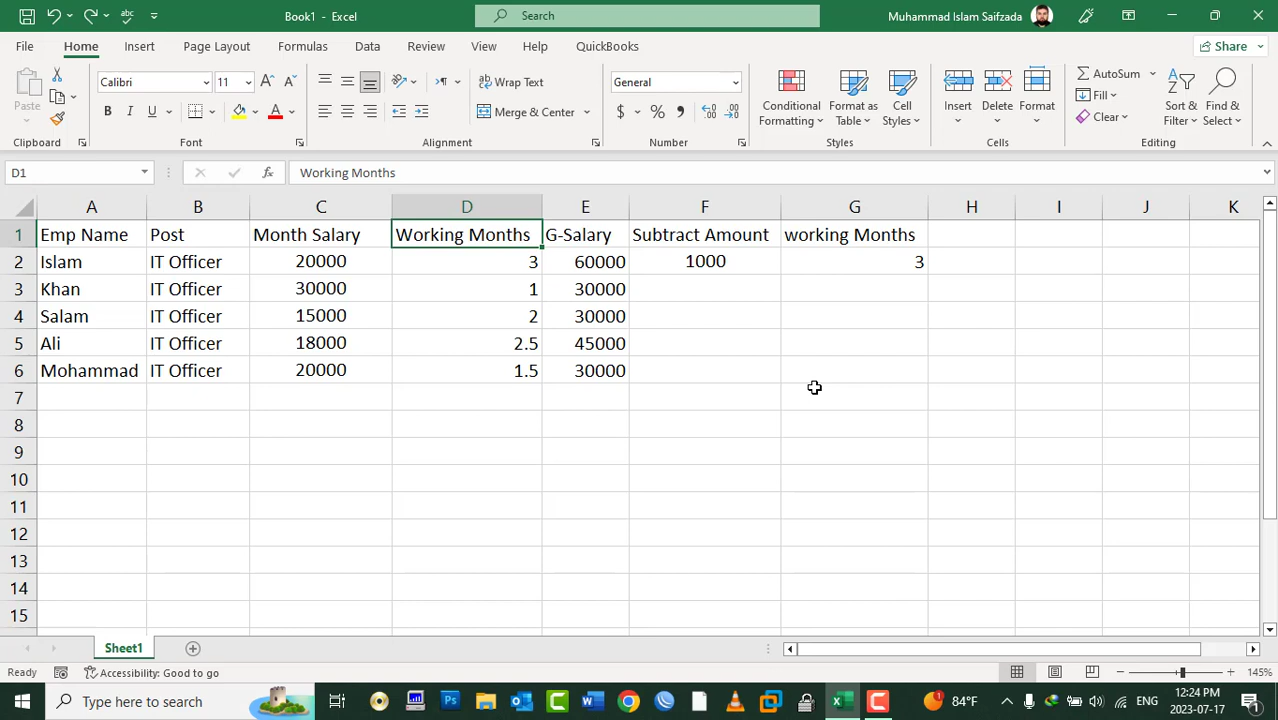 Book1 - Excel
Search
Muhammad Islam Saifzada
File Home Insert Page Layout Formulas Data Review View Help QuickBooks Share
Paste
Calibri 11
Wrap Text
General
Merge & Center
Conditional Formatting
Format as Table
Cell Styles
Insert
Delete
Format
AutoSum
Fill
Clear
Sort & Filter
Find & Select
Clipboard Font Alignment Number Styles Cells Editing
D1 fx Working Months
A B C D E F G H I J K
1 Emp Name Post Month Salary Working Months G-Salary Subtract Amount working Months
2 Islam IT Officer 20000 3 60000 1000 3
3 Khan IT Officer 30000 1 30000
4 Salam IT Officer 15000 2 30000
5 Ali IT Officer 18000 2.5 45000
6 Mohammad IT Officer 20000 1.5 30000
7
8
9
10
11
12
13
14
15
Sheet1
Ready Accessibility: Good to go 145%
Type here to search
84°F
ENG
12:24 PM
2023-07-17